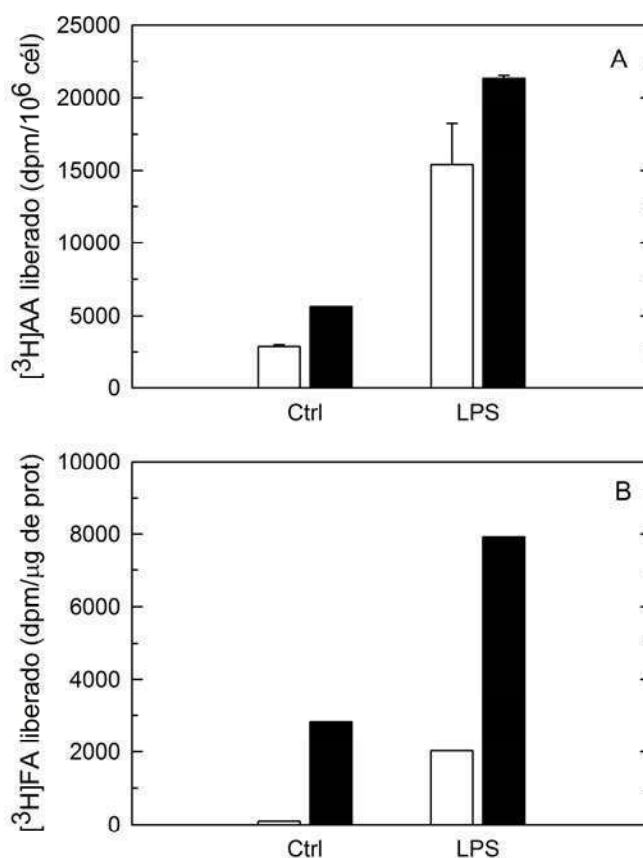 A
[³H]AA liberado (dpm/10⁶ cél)
25000
20000
15000
10000
5000
0
Ctrl LPS
B
[³H]FA liberado (dpm/μg de prot)
10000
8000
6000
4000
2000
0
Ctrl LPS